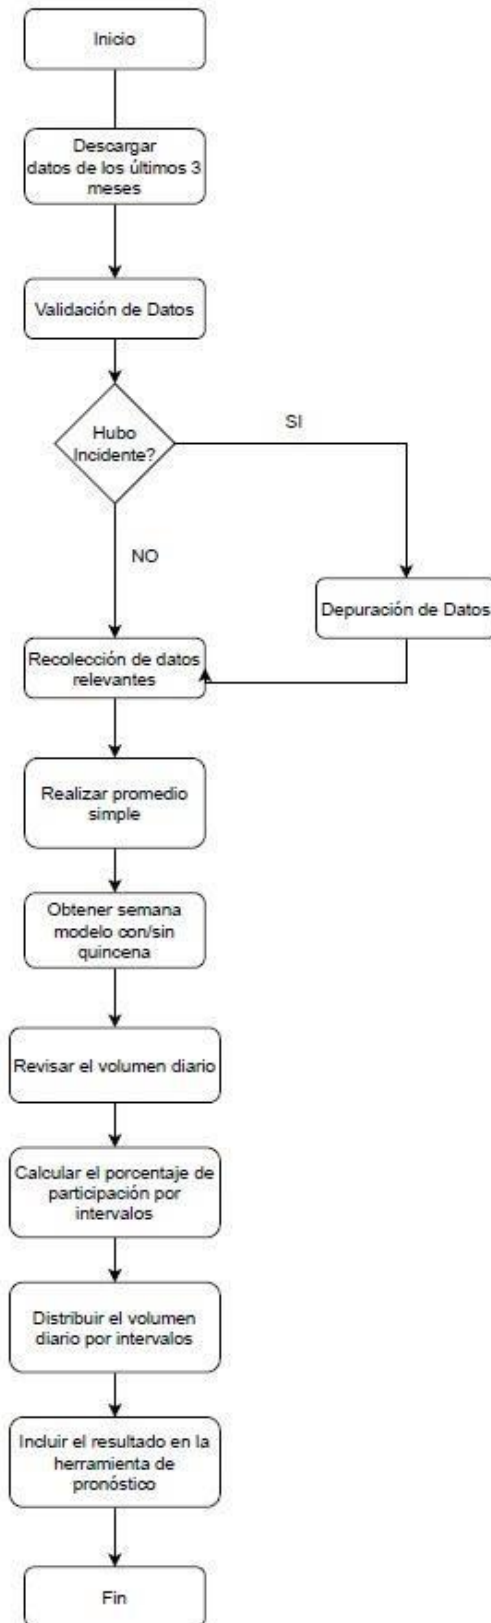 Inicio
Descargar
datos de los últimos 3
meses
Validación de Datos
Hubo
Incidente?
SI
NO
Depuración de Datos
Recolección de datos
relevantes
Realizar promedio
simple
Obtener semana
modelo con/sin
quincena
Revisar el volumen diario
Calcular el porcentaje de
participación por
intervalos
Distribuir el volumen
diario por intervalos
Incluir el resultado en la
herramienta de
pronóstico
Fin